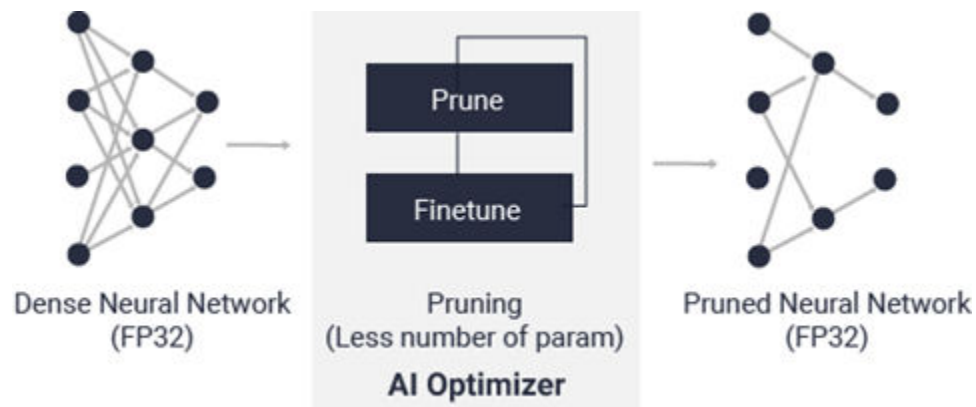 Prune
Finetune
Dense Neural Network
(FP32)
Pruning
(Less number of param)
AI Optimizer
Pruned Neural Network
(FP32)